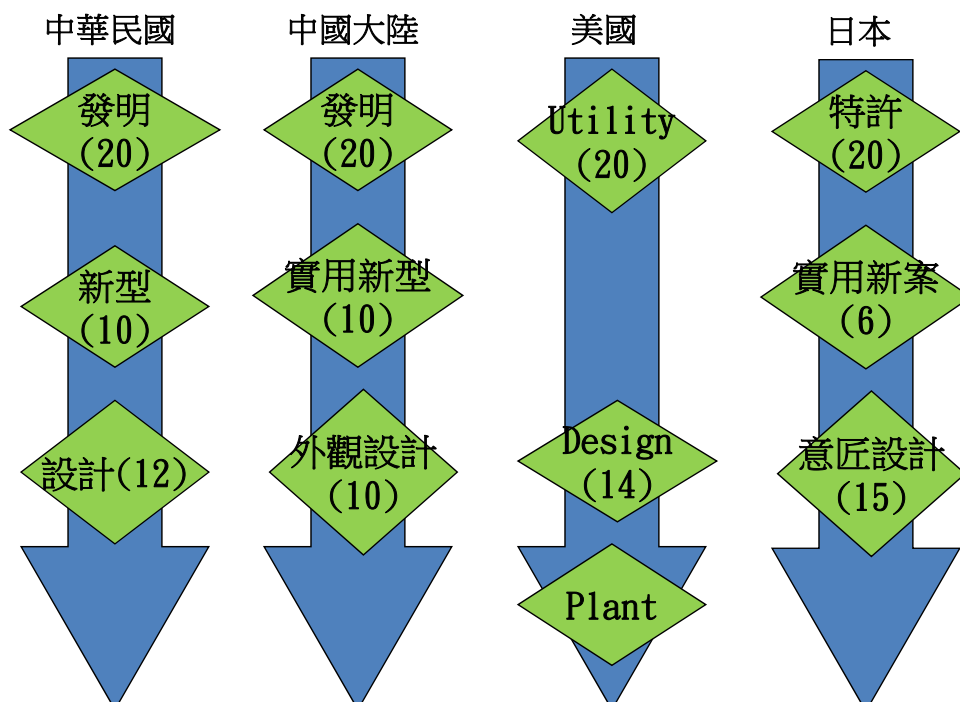 中華民國
發明
(20)
新型
(10)
設計(12)
中國大陸
發明
(20)
實用新型
(10)
外觀設計
(10)
美國
Utility
(20)
Design
(14)
Plant
日本
特許
(20)
實用新案
(6)
意匠設計
(15)